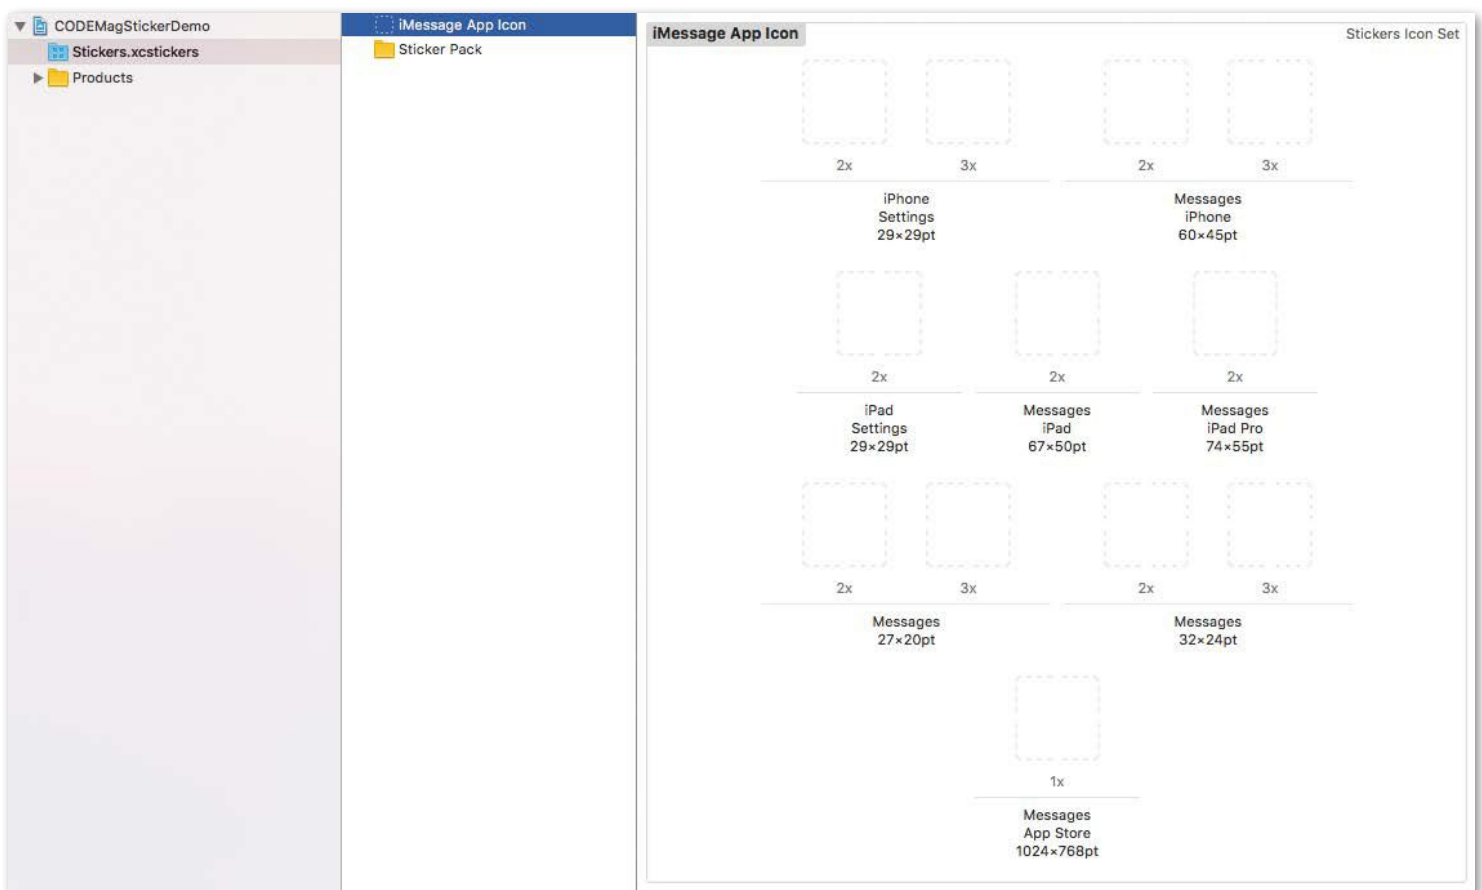 CODEMagStickerDemo
Stickers.xcstickers
Products
iMessage App Icon
Sticker Pack
iMessage App Icon
Stickers Icon Set
2x 3x
iPhone
Settings
29×29pt
2x 3x
Messages
iPhone
60×45pt
2x
iPad
Settings
29×29pt
2x
Messages
iPad
67×50pt
2x
Messages
iPad Pro
74×55pt
2x 3x
Messages
27×20pt
2x 3x
Messages
32×24pt
1x
Messages
App Store
1024×768pt